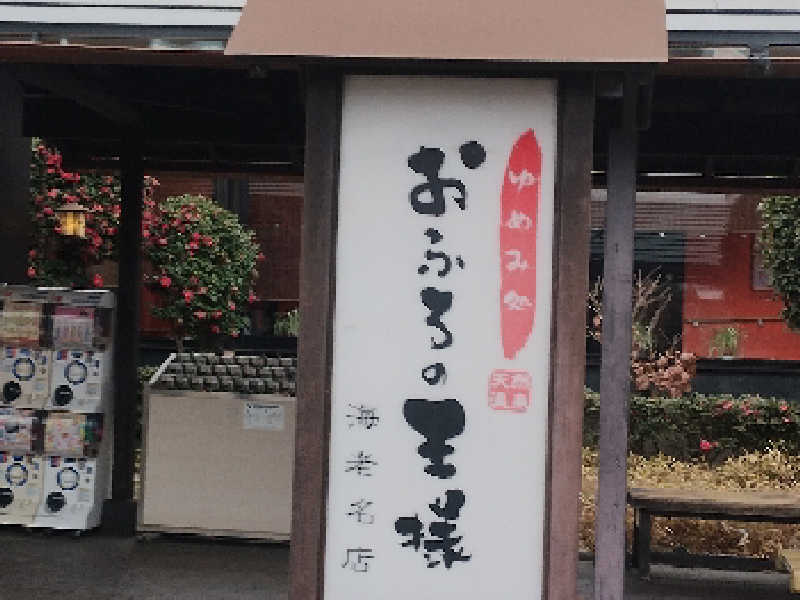 ゆめみ処
おふろの王様
海老名店
天然
温泉